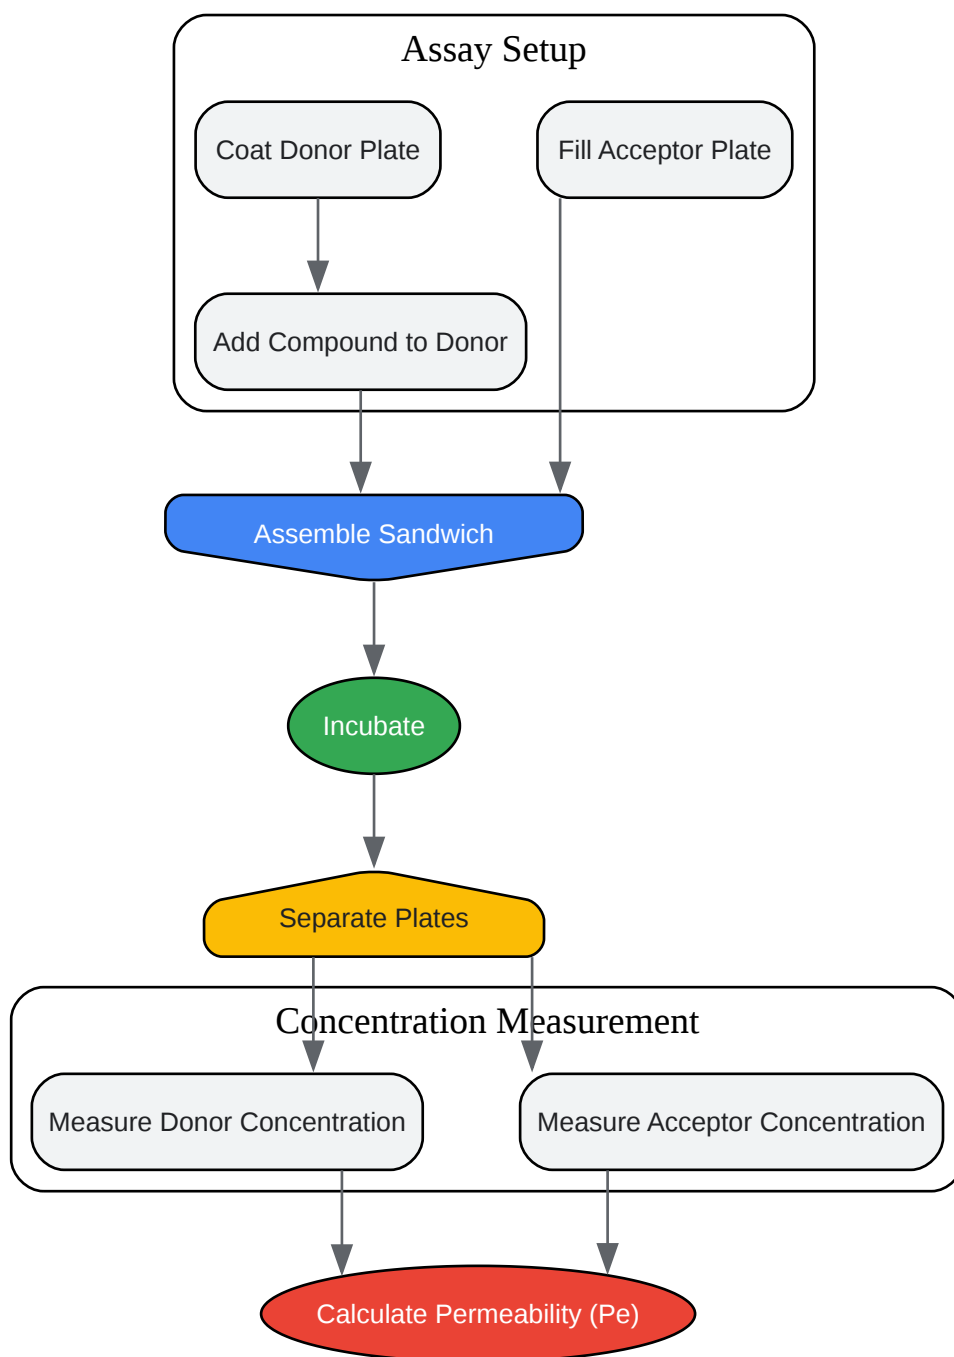 Assay Setup
Coat Donor Plate
Fill Acceptor Plate
Add Compound to Donor
Assemble Sandwich
Incubate
Separate Plates
Concentration Measurement
Measure Donor Concentration
Measure Acceptor Concentration
Calculate Permeability (Pe)